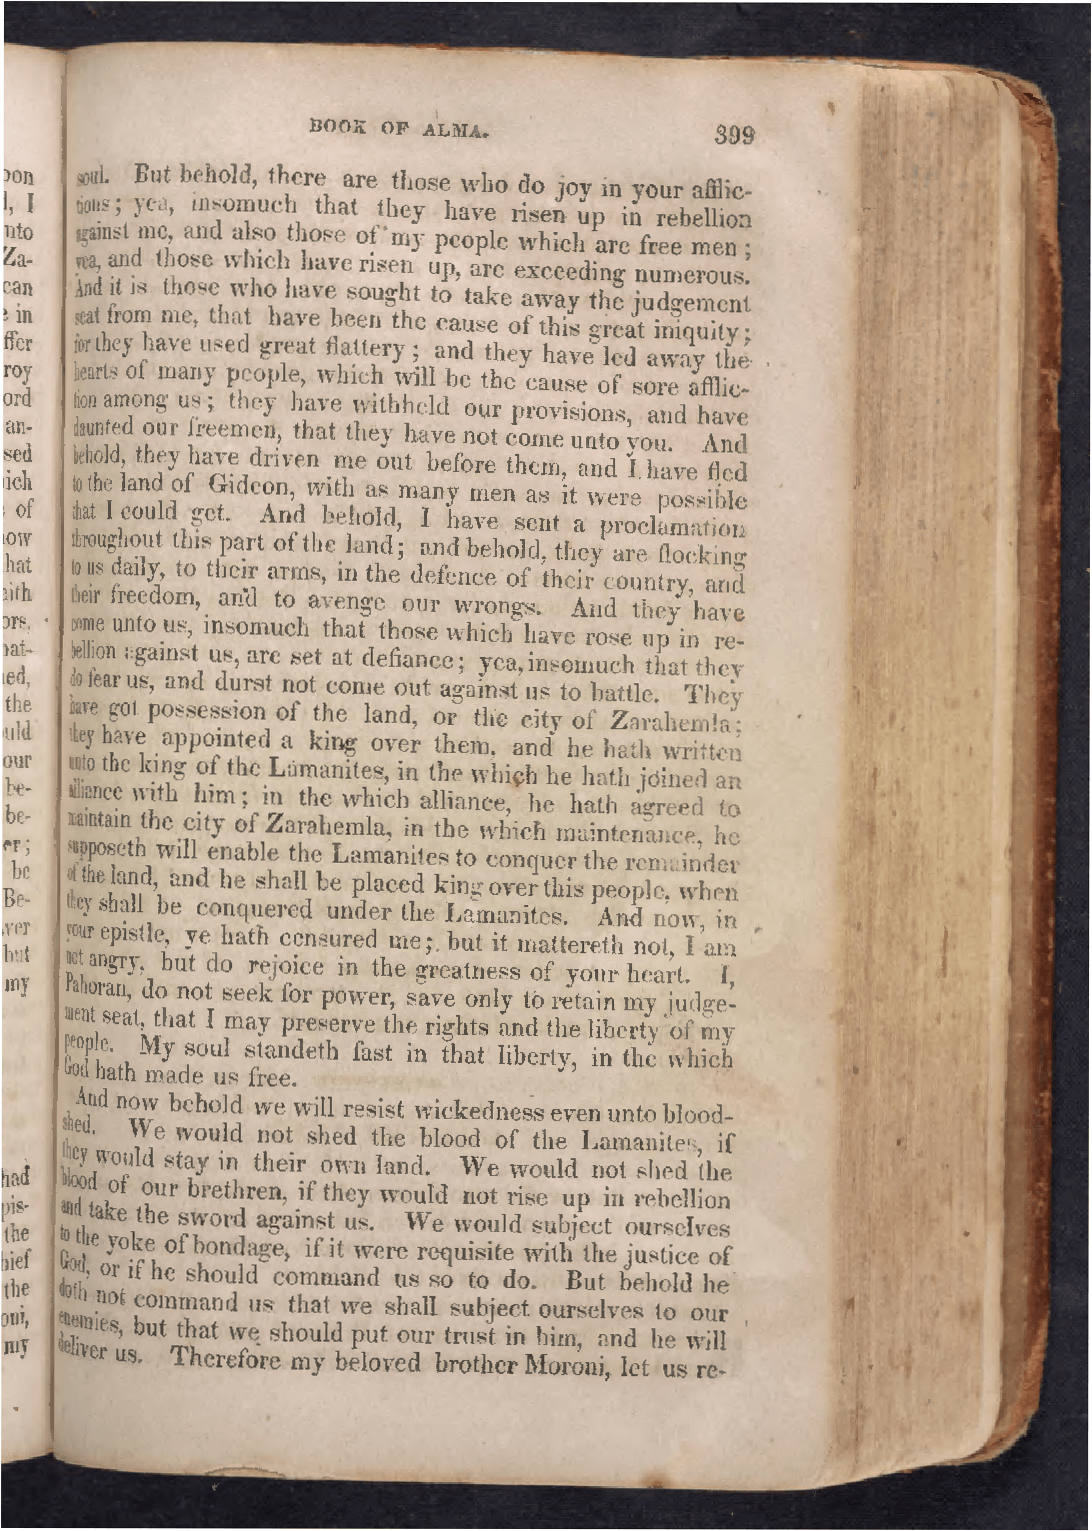 BOOK OF ALMA.
399
soul. But behold, there are those who do joy in your afflic-
tions; yea, insomuch that they have risen up in rebellion
against me, and also those of my people which are free men;
yea, and those which have risen up, are exceeding numerous.
And it is those who have sought to take away the judgement
seat from me, that have been the cause of this great iniquity;
for they have used great flattery; and they have led away the
hearts of many people, which will be the cause of sore afflic-
tion among us; they have withheld our provisions, and have
daunted our freemen, that they have not come unto you. And
behold, they have driven me out before them, and I have fled
to the land of Gideon, with as many men as it were possible
that I could get. And behold, I have sent a proclamation
throughout this part of the land; and behold, they are flocking
to us daily, to their arms, in the defence of their country, and
their freedom, and to avenge our wrongs. And they have
come unto us, insomuch that those which have rose up in re-
bellion against us, are set at defiance; yea, insomuch that they
do fear us, and durst not come out against us to battle. They
have got possession of the land, or the city of Zarahemla;
they have appointed a king over them, and he hath written
unto the king of the Lamanites, in the which he hath joined an
alliance with him; in the which alliance, he hath agreed to
maintain the city of Zarahemla, in the which maintenance, he
supposeth will enable the Lamanites to conquer the remainder
of the land, and he shall be placed king over this people, when
they shall be conquered under the Lamanites. And now, in
your epistle, ye hath censured me; but it mattereth not, I am
not angry, but do rejoice in the greatness of your heart. I,
Pahoran, do not seek for power, save only to retain my judge-
ment seat, that I may preserve the rights and the liberty of my
people. My soul standeth fast in that liberty, in the which
God hath made us free.
And now behold we will resist wickedness even unto blood-
shed. We would not shed the blood of the Lamanites, if
they would stay in their own land. We would not shed the
blood of our brethren, if they would not rise up in rebellion
and take the sword against us. We would subject ourselves
to the yoke of bondage, if it were requisite with the justice of
God, or if he should command us so to do. But behold he
doth not command us that we shall subject ourselves to our
enemies, but that we should put our trust in him, and he will
deliver us. Therefore my beloved brother Moroni, let us re-